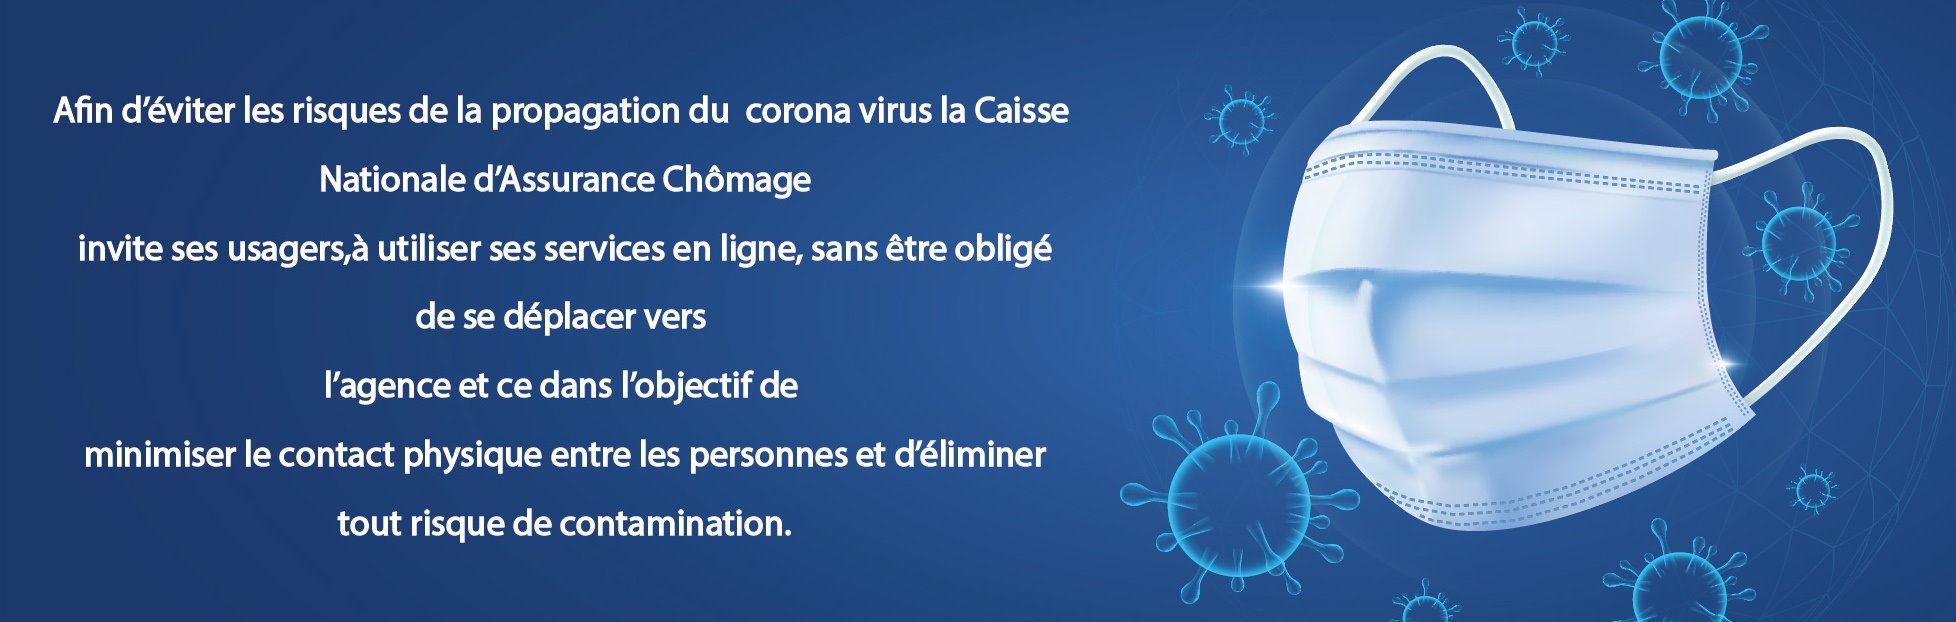 Afin d’éviter les risques de la propagation du  corona virus la Caisse
Nationale d’Assurance Chômage
invite ses usagers,à utiliser ses services en ligne, sans être obligé
de se déplacer vers
l’agence et ce dans l’objectif de
minimiser le contact physique entre les personnes et d’éliminer
tout risque de contamination.